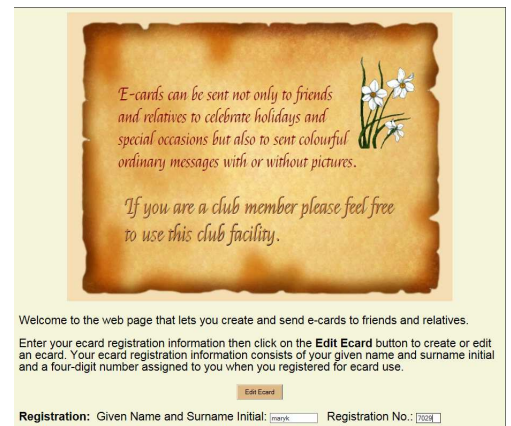 E-cards can be sent not only to friends
and relatives to celebrate holidays and
special occasions but also to sent colourful
ordinary messages with or without pictures.
If you are a club member please feel free
to use this club facility.
Welcome to the web page that lets you create and send e-cards to friends and relatives.
Enter your ecard registration information then click on the Edit Ecard button to create or edit
an ecard. Your ecard registration information consists of your given name and surname initial
and a four-digit number assigned to you when you registered for ecard use.
Edit Ecard
Registration: Given Name and Surname Initial: maryk Registration No.: 7029